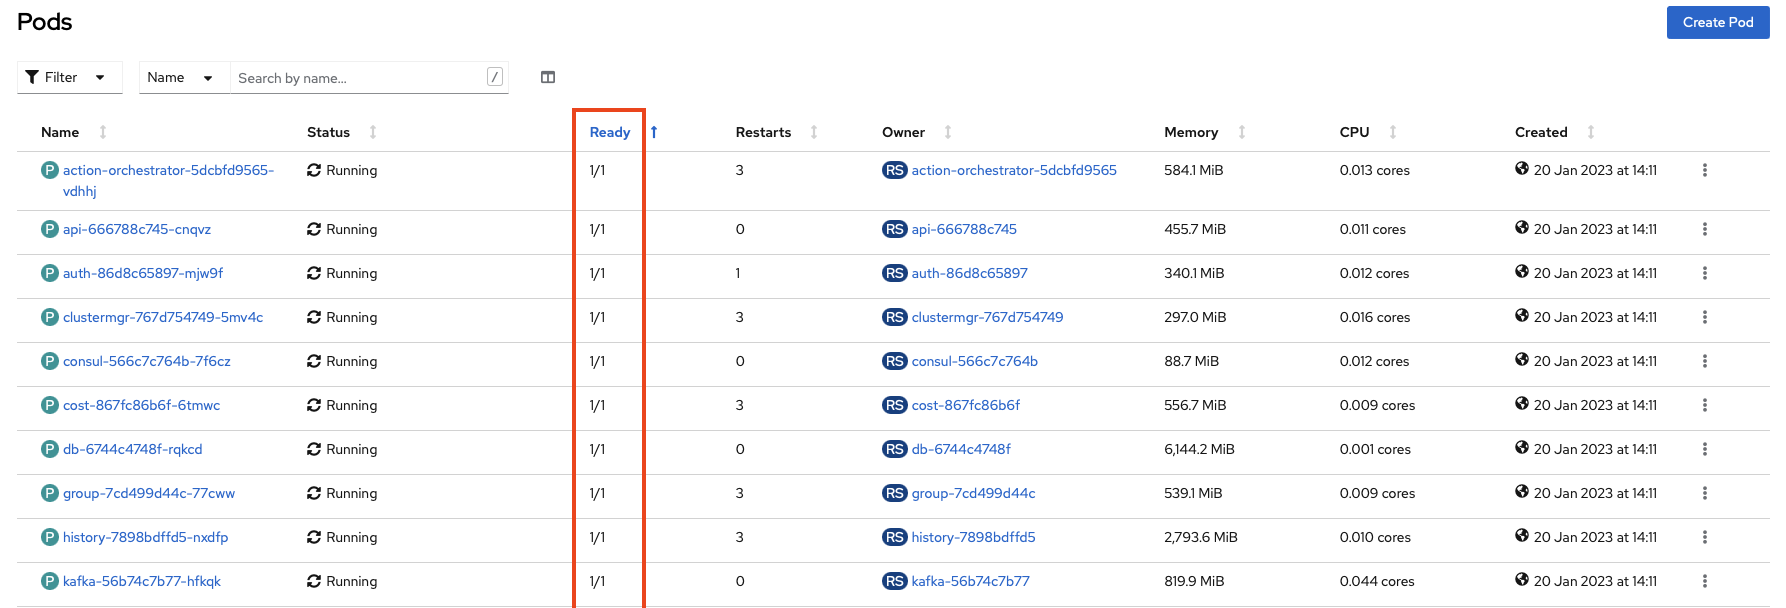 Pods
Create Pod
Filter Name Search by name... /
Name Status Ready Restarts Owner Memory CPU Created
P action-orchestrator-5dcbfd9565- Running 1/1 3 RS action-orchestrator-5dcbfd9565 584.1 MiB 0.013 cores 20 Jan 2023 at 14:11
vdhhj
P api-666788c745-cnqvz Running 1/1 0 RS api-666788c745 455.7 MiB 0.011 cores 20 Jan 2023 at 14:11
P auth-86d8c65897-mjw9f Running 1/1 1 RS auth-86d8c65897 340.1 MiB 0.012 cores 20 Jan 2023 at 14:11
P clustermgr-767d754749-5mv4c Running 1/1 3 RS clustermgr-767d754749 297.0 MiB 0.016 cores 20 Jan 2023 at 14:11
P consul-566c7c764b-7f6cz Running 1/1 0 RS consul-566c7c764b 88.7 MiB 0.012 cores 20 Jan 2023 at 14:11
P cost-867fc86b6f-6tmwc Running 1/1 3 RS cost-867fc86b6f 556.7 MiB 0.009 cores 20 Jan 2023 at 14:11
P db-6744c4748f-rqkcd Running 1/1 0 RS db-6744c4748f 6,144.2 MiB 0.001 cores 20 Jan 2023 at 14:11
P group-7cd499d44c-77cww Running 1/1 3 RS group-7cd499d44c 539.1 MiB 0.009 cores 20 Jan 2023 at 14:11
P history-7898bdffd5-nxdfp Running 1/1 3 RS history-7898bdffd5 2,793.6 MiB 0.010 cores 20 Jan 2023 at 14:11
P kafka-56b74c7b77-hfkqk Running 1/1 0 RS kafka-56b74c7b77 819.9 MiB 0.044 cores 20 Jan 2023 at 14:11